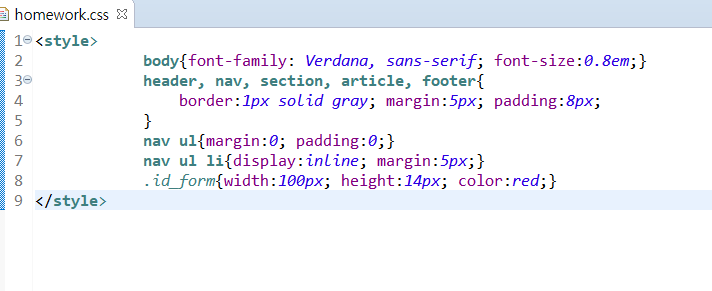 homework.css
1 <style>
2 body{font-family: Verdana, sans-serif; font-size:0.8em;}
3 header, nav, section, article, footer{
4 border:1px solid gray; margin:5px; padding:8px;
5 }
6 nav ul{margin:0; padding:0;}
7 nav ul li{display:inline; margin:5px;}
8 .id_form{width:100px; height:14px; color:red;}
9 </style>